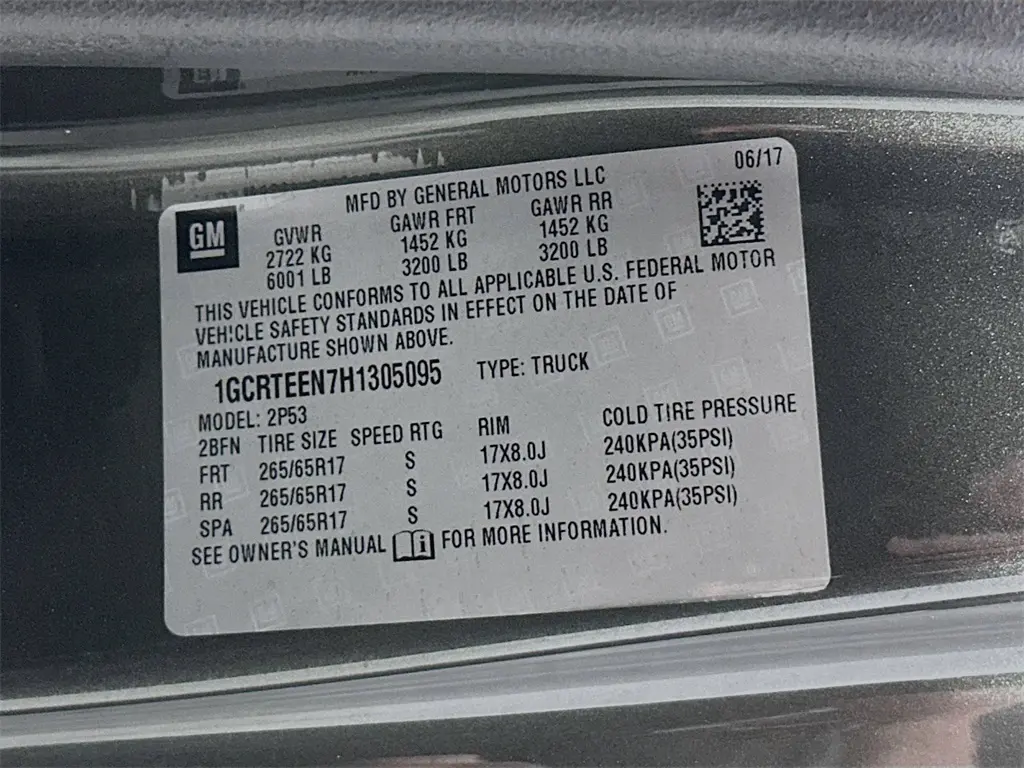 06/17
MFD BY GENERAL MOTORS LLC
GM
GVWR GAWR FRT GAWR RR
2722 KG 1452 KG 1452 KG
6001 LB 3200 LB 3200 LB
THIS VEHICLE CONFORMS TO ALL APPLICABLE U.S. FEDERAL MOTOR
VEHICLE SAFETY STANDARDS IN EFFECT ON THE DATE OF
MANUFACTURE SHOWN ABOVE.
1GCRTEEN7H1305095 TYPE: TRUCK
MODEL: 2P53
2BFN TIRE SIZE SPEED RTG RIM COLD TIRE PRESSURE
FRT 265/65R17 S 17X8.0J 240KPA(35PSI)
RR 265/65R17 S 17X8.0J 240KPA(35PSI)
SPA 265/65R17 S 17X8.0J 240KPA(35PSI)
SEE OWNER'S MANUAL i FOR MORE INFORMATION.